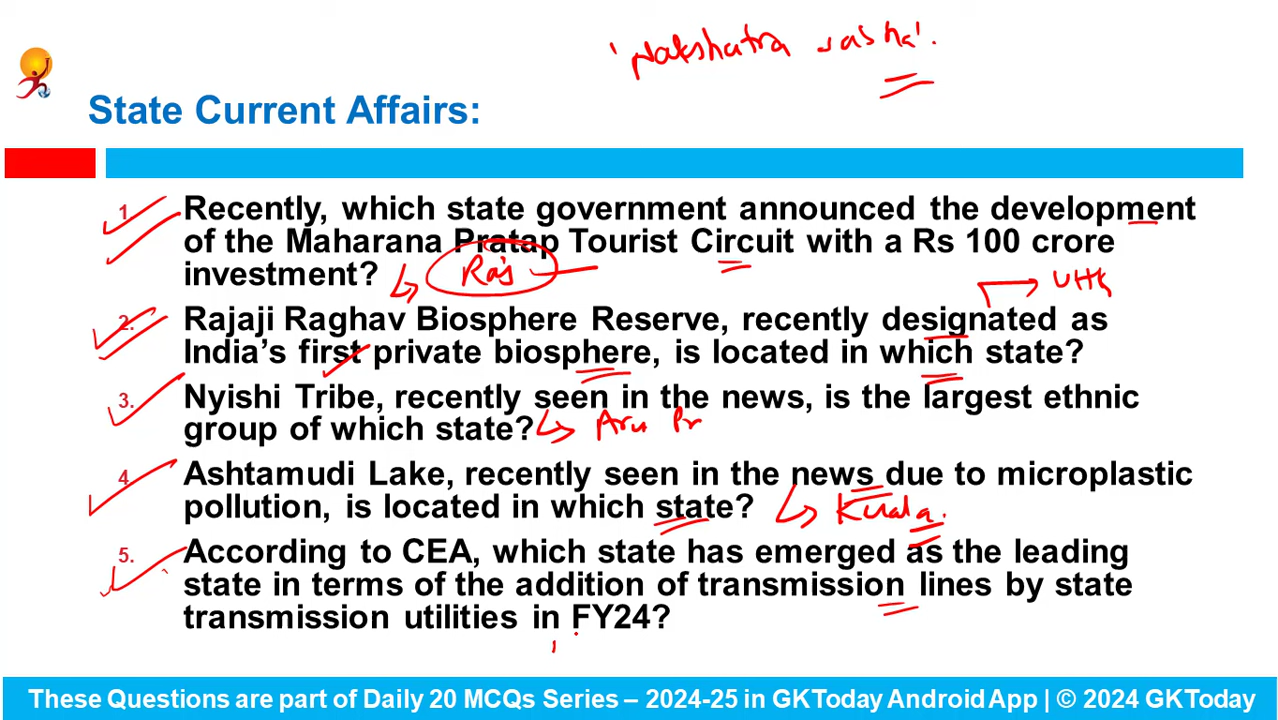 'Nakshatra
State Current Affairs:
1 Recently, which state government announced the development
of the Maharana Pratap Tourist Circuit with a Rs 100 crore
investment? Raj
UttK
2. Rajaji Raghav Biosphere Reserve, recently designated as
India's first private biosphere, is located in which state?
3. Nyishi Tribe, recently seen in the news, is the largest ethnic
group of which state? Aru Pr
4 Ashtamudi Lake, recently seen in the news due to microplastic
pollution, is located in which state? Kerala.
5. According to CEA, which state has emerged as the leading
state in terms of the addition of transmission lines by state
transmission utilities in FY24?
These Questions are part of Daily 20 MCQs Series – 2024-25 in GKToday Android App | © 2024 GKToday